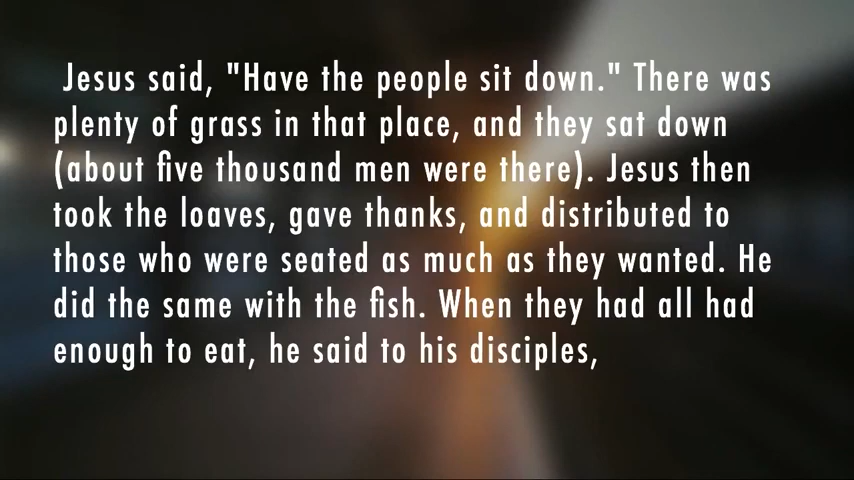 Jesus said, "Have the people sit down." There was
plenty of grass in that place, and they sat down
(about five thousand men were there). Jesus then
took the loaves, gave thanks, and distributed to
those who were seated as much as they wanted. He
did the same with the fish. When they had all had
enough to eat, he said to his disciples,